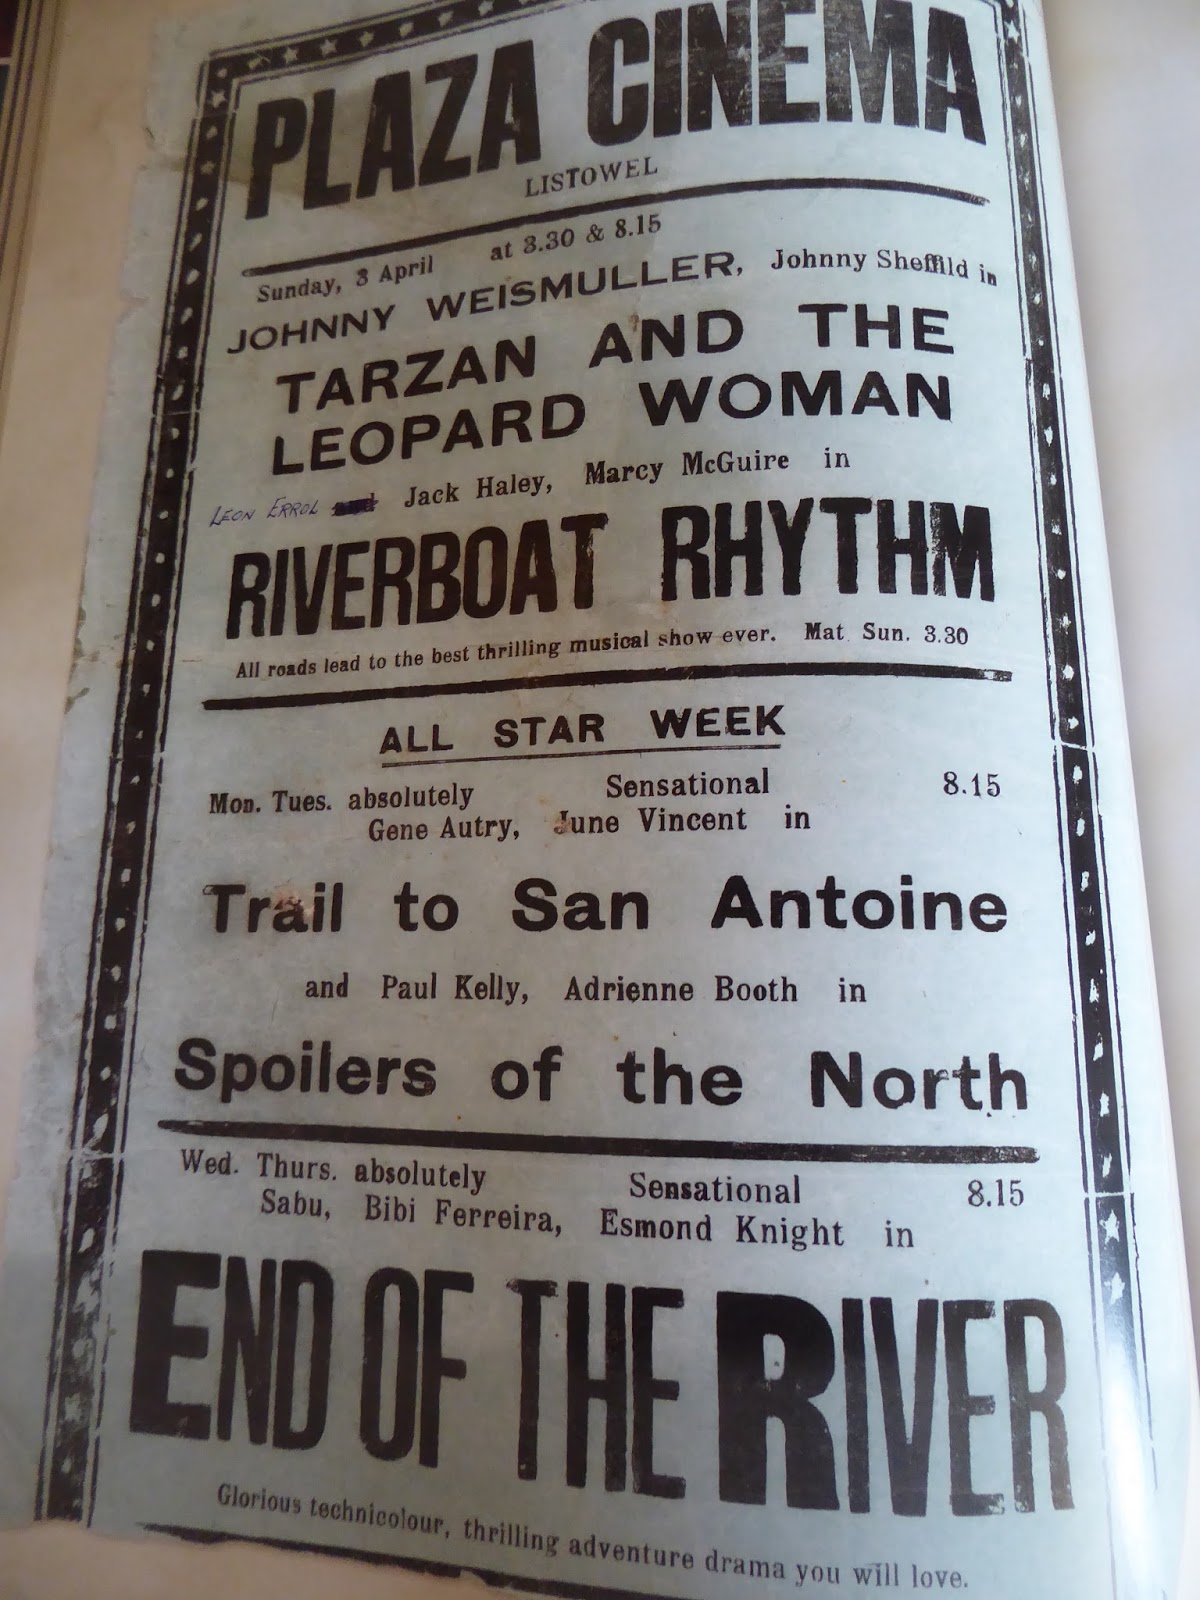 PLAZA CINEMA
LISTOWEL
Sunday, 3 April at 3.30 & 8.15
JOHNNY WEISMULLER, Johnny Sheffild in
TARZAN AND THE
LEOPARD WOMAN
LEON ERROL and Jack Haley, Marcy McGuire in
RIVERBOAT RHYTHM
All roads lead to the best thrilling musical show ever. Mat. Sun. 3.30
ALL STAR WEEK
Mon. Tues. absolutely Sensational 8.15
Gene Autry, June Vincent in
Trail to San Antoine
and Paul Kelly, Adrienne Booth in
Spoilers of the North
Wed. Thurs. absolutely Sensational 8.15
Sabu, Bibi Ferreira, Esmond Knight in
END OF THE RIVER
Glorious technicolour, thrilling adventure drama you will love.